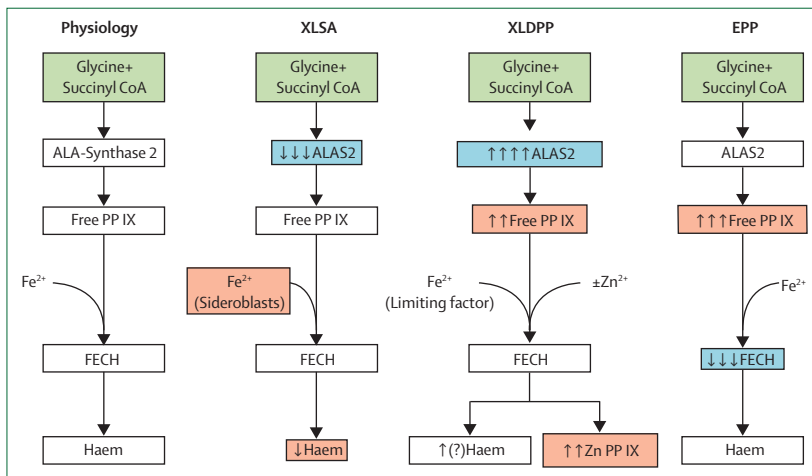 Physiology
Glycine+
Succinyl CoA
ALA-Synthase 2
Free PP IX
Fe²⁺
FECH
Haem
XLSA
Glycine+
Succinyl CoA
↓↓↓ALAS2
Free PP IX
Fe²⁺
(Sideroblasts)
FECH
↓Haem
XLDPP
Glycine+
Succinyl CoA
↑↑↑↑ALAS2
↑↑Free PP IX
Fe²⁺
(Limiting factor)
±Zn²⁺
FECH
↑(?)Haem
↑↑Zn PP IX
EPP
Glycine+
Succinyl CoA
ALAS2
↑↑↑Free PP IX
Fe²⁺
↓↓↓FECH
Haem